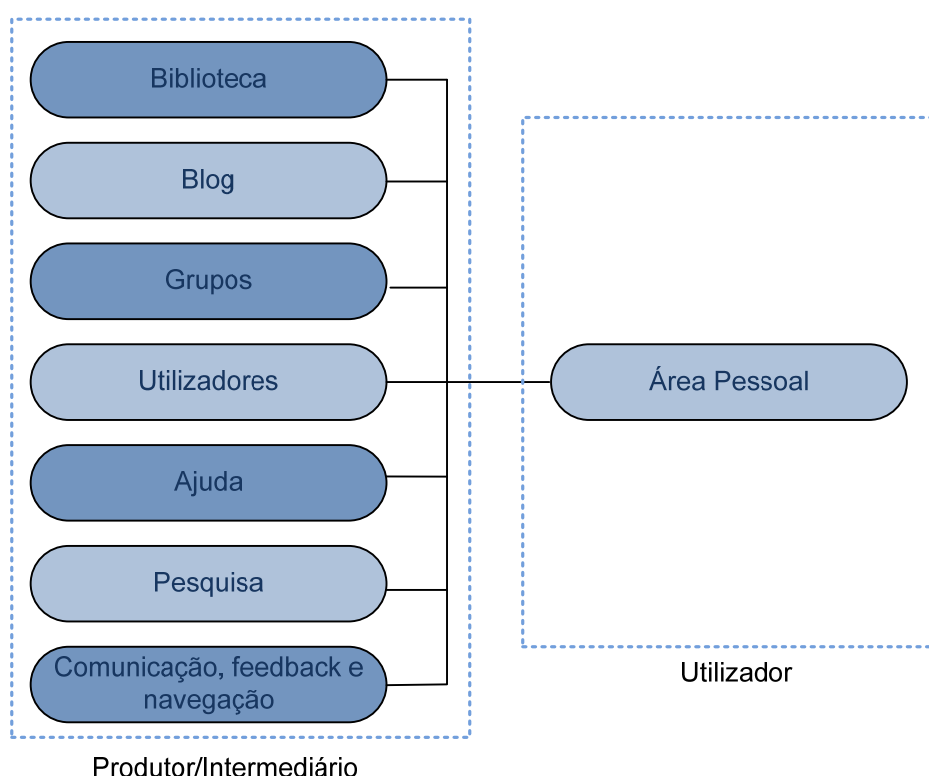 Biblioteca
Blog
Grupos
Utilizadores
Ajuda
Pesquisa
Comunicação, feedback e
navegação
Produtor/Intermediário
Área Pessoal
Utilizador